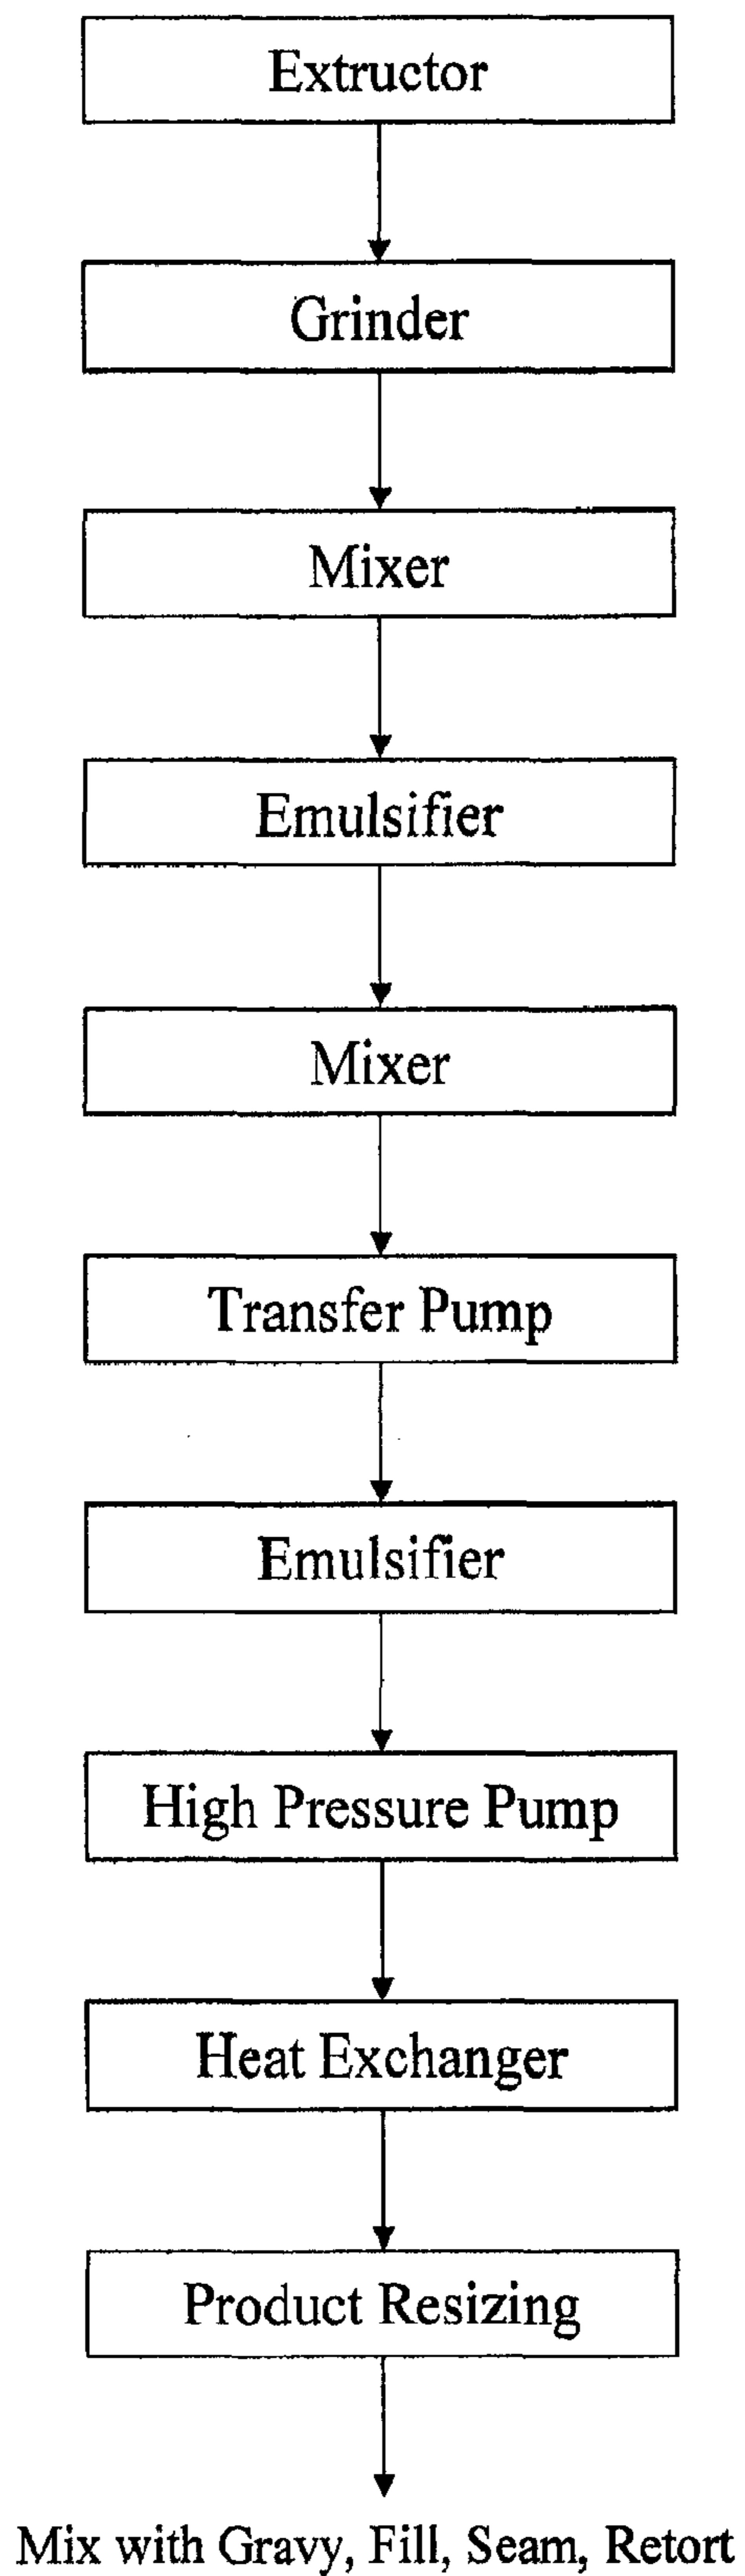 Extructor
Grinder
Mixer
Emulsifier
Mixer
Transfer Pump
Emulsifier
High Pressure Pump
Heat Exchanger
Product Resizing
Mix with Gravy, Fill, Seam, Retort